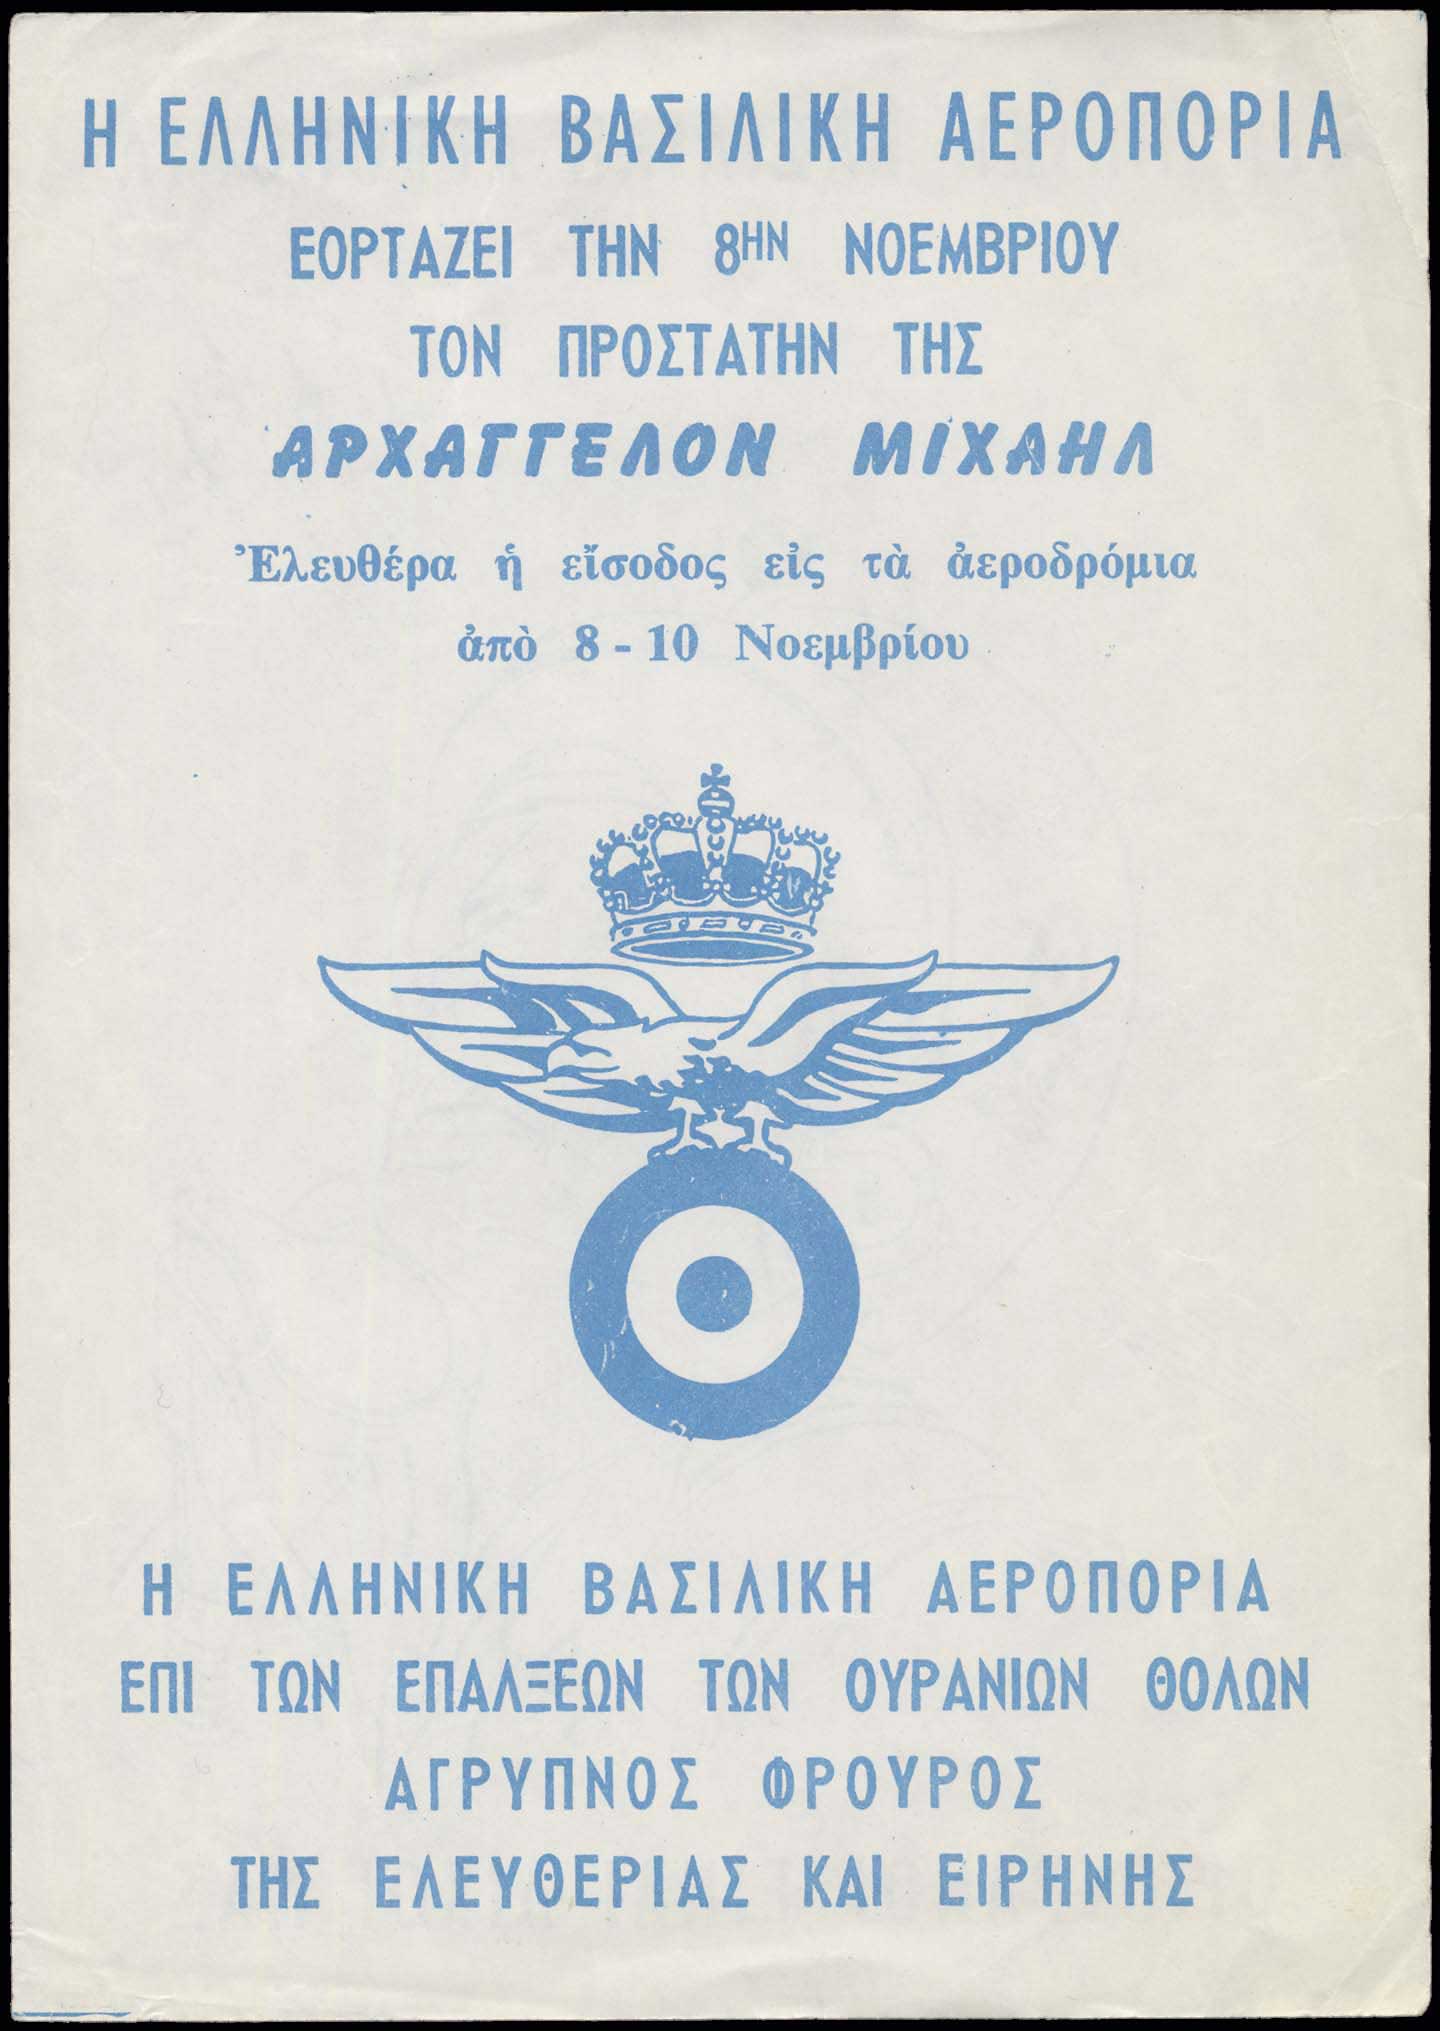 Η ΕΛΛΗΝΙΚΗ ΒΑΣΙΛΙΚΗ ΑΕΡΟΠΟΡΙΑ
ΕΟΡΤΑΖΕΙ ΤΗΝ 8ΗΝ ΝΟΕΜΒΡΙΟΥ
ΤΟΝ ΠΡΟΣΤΑΤΗΝ ΤΗΣ
ΑΡΧΑΓΓΕΛΟΝ ΜΙΧΑΗΛ
Ἐλευθέρα ἡ εἴσοδος εἰς τὰ ἀεροδρόμια
ἀπὸ 8 - 10 Νοεμβρίου
Η ΕΛΛΗΝΙΚΗ ΒΑΣΙΛΙΚΗ ΑΕΡΟΠΟΡΙΑ
ΕΠΙ ΤΩΝ ΕΠΑΛΞΕΩΝ ΤΩΝ ΟΥΡΑΝΙΩΝ ΘΟΛΩΝ
ΑΓΡΥΠΝΟΣ ΦΡΟΥΡΟΣ
ΤΗΣ ΕΛΕΥΘΕΡΙΑΣ ΚΑΙ ΕΙΡΗΝΗΣ